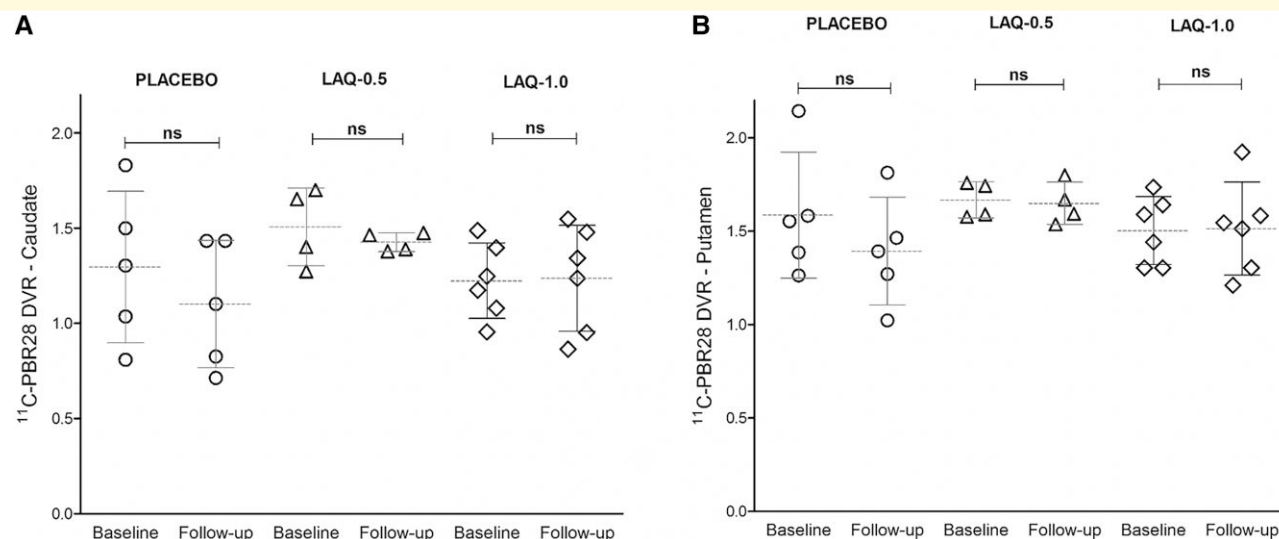 A
PLACEBO
LAQ-0.5
LAQ-1.0
ns
ns
ns
2.0
1.5
1.0
0.5
0.0
¹¹C-PBR28 DVR - Caudate
Baseline Follow-up Baseline Follow-up Baseline Follow-up
B
PLACEBO
LAQ-0.5
LAQ-1.0
ns
ns
ns
2.0
1.5
1.0
0.5
0.0
¹¹C-PBR28 DVR - Putamen
Baseline Follow-up Baseline Follow-up Baseline Follow-up